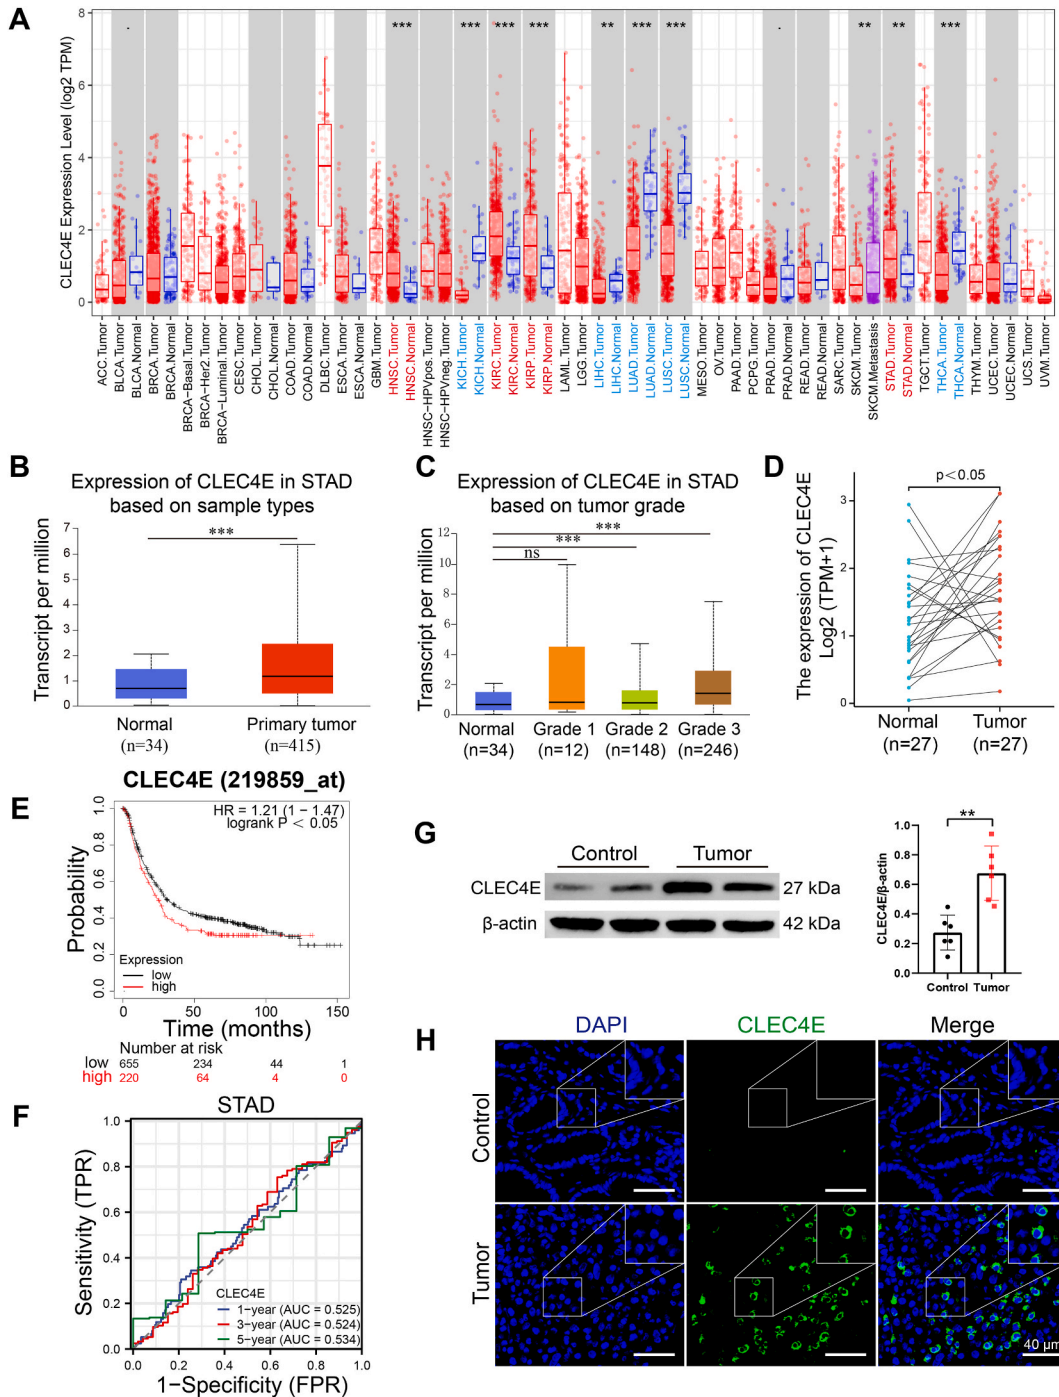 A
CLEC4E Expression Level (log2 TPM)
8
6
4
2
0
. *** *** *** *** ** *** *** . ** ** ***
ACC.Tumor
BLCA.Tumor
BLCA.Normal
BRCA.Tumor
BRCA.Normal
BRCA-Basal.Tumor
BRCA-Her2.Tumor
BRCA-Luminal.Tumor
CESC.Tumor
CHOL.Tumor
CHOL.Normal
COAD.Tumor
COAD.Normal
DLBC.Tumor
ESCA.Tumor
ESCA.Normal
GBM.Tumor
HNSC.Tumor
HNSC.Normal
HNSC-HPVpos.Tumor
HNSC-HPVneg.Tumor
KICH.Tumor
KICH.Normal
KIRC.Tumor
KIRC.Normal
KIRP.Tumor
KIRP.Normal
LAML.Tumor
LGG.Tumor
LIHC.Tumor
LIHC.Normal
LUAD.Tumor
LUAD.Normal
LUSC.Tumor
LUSC.Normal
MESO.Tumor
OV.Tumor
PAAD.Tumor
PCPG.Tumor
PRAD.Tumor
PRAD.Normal
READ.Tumor
READ.Normal
SARC.Tumor
SKCM.Tumor
SKCM.Metastasis
STAD.Tumor
STAD.Normal
TGCT.Tumor
THCA.Tumor
THCA.Normal
THYM.Tumor
UCEC.Tumor
UCEC.Normal
UCS.Tumor
UVM.Tumor
B
Expression of CLEC4E in STAD
based on sample types
Transcript per million
7
6
5
4
3
2
1
0
***
Normal Primary tumor
(n=34) (n=415)
C
Expression of CLEC4E in STAD
based on tumor grade
Transcript per million
12
10
8
6
4
2
0
***
***
ns
Normal Grade 1 Grade 2 Grade 3
(n=34) (n=12) (n=148) (n=246)
D
p<0.05
The expression of CLEC4E
Log2 (TPM+1)
3
2
1
0
Normal Tumor
(n=27) (n=27)
E
CLEC4E (219859_at)
HR = 1.21 (1 − 1.47)
logrank P < 0.05
Probability
1.0
0.8
0.6
0.4
0.2
0.0
Expression
low
high
0 50 100 150
Time (months)
Number at risk
low 655 234 44 1
high 220 64 4 0
F
STAD
Sensitivity (TPR)
1.0
0.8
0.6
0.4
0.2
0.0
CLEC4E
1-year (AUC = 0.525)
3-year (AUC = 0.524)
5-year (AUC = 0.534)
0.0 0.2 0.4 0.6 0.8 1.0
1−Specificity (FPR)
G
Control Tumor
CLEC4E 27 kDa
β-actin 42 kDa
CLEC4E/β-actin
1.0
0.8
0.6
0.4
0.2
0.0
**
Control Tumor
H
DAPI CLEC4E Merge
Control
Tumor
40 µm